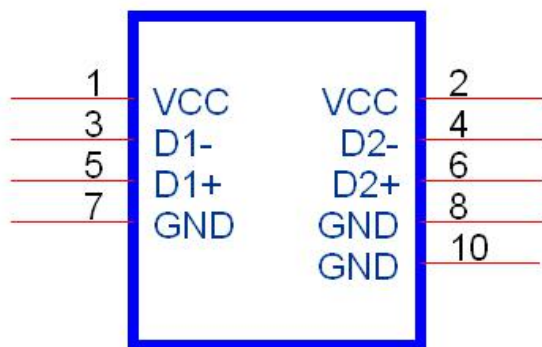 1 VCC VCC 2
3 D1- D2- 4
5 D1+ D2+ 6
7 GND GND 8
GND 10